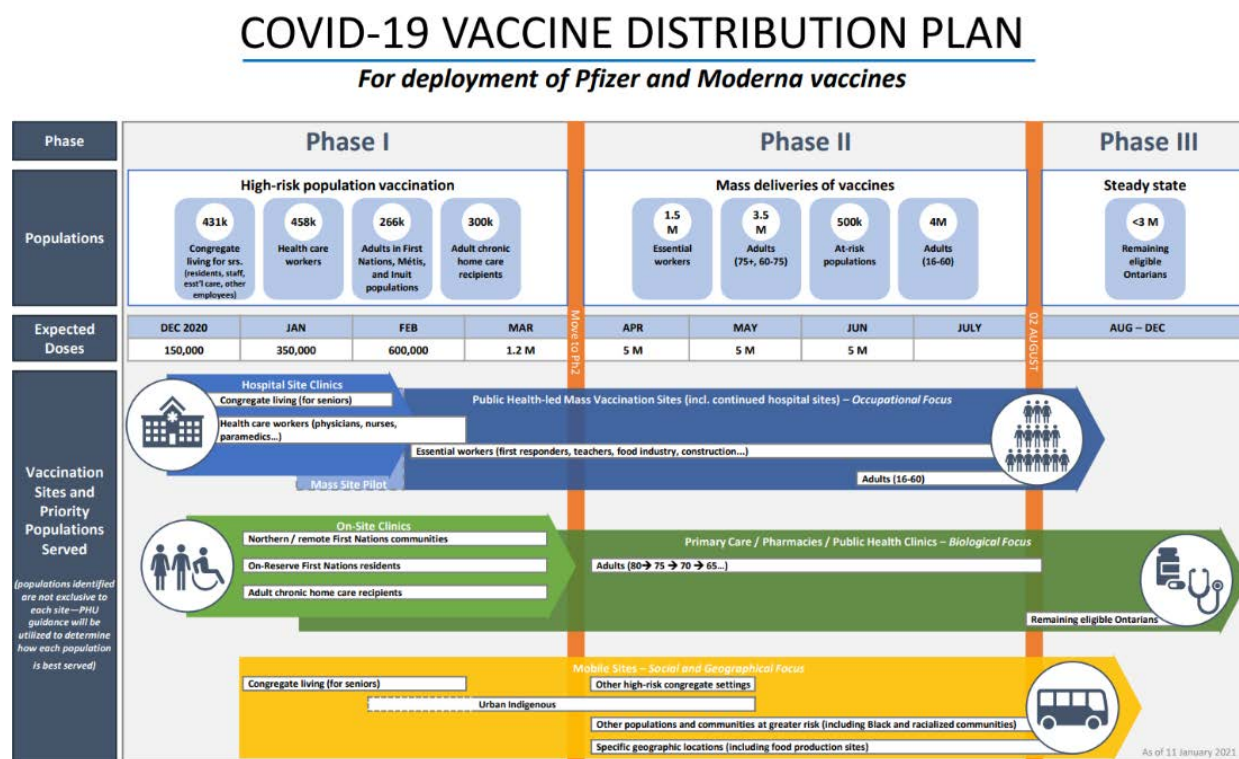 COVID-19 VACCINE DISTRIBUTION PLAN
For deployment of Pfizer and Moderna vaccines
Phase
Phase I
Phase II
Phase III
Populations
High-risk population vaccination
431k
Congregate
living for srs.
(residents, staff,
esst'l care, other
employees)
458k
Health care
workers
266k
Adults in First
Nations, Métis,
and Inuit
populations
300k
Adult chronic
home care
recipients
Mass deliveries of vaccines
1.5
M
Essential
workers
3.5
M
Adults
(75+, 60-75)
500k
At-risk
populations
4M
Adults
(16-60)
Steady state
<3 M
Remaining
eligible
Ontarians
Expected
Doses
DEC 2020
JAN
FEB
MAR
APR
MAY
JUN
JULY
AUG – DEC
150,000
350,000
600,000
1.2 M
5 M
5 M
5 M
Move to Ph2
02 AUGUST
Vaccination
Sites and
Priority
Populations
Served
(populations identified
are not exclusive to
each site—PHU
guidance will be
utilized to determine
how each population
is best served)
Hospital Site Clinics
Congregate living (for seniors)
Health care workers (physicians, nurses,
paramedics…)
Mass Site Pilot
Public Health-led Mass Vaccination Sites (incl. continued hospital sites) – Occupational Focus
Essential workers (first responders, teachers, food industry, construction…)
Adults (16-60)
On-Site Clinics
Northern / remote First Nations communities
On-Reserve First Nations residents
Adult chronic home care recipients
Primary Care / Pharmacies / Public Health Clinics – Biological Focus
Adults (80→ 75 → 70 → 65…)
Remaining eligible Ontarians
Mobile Sites – Social and Geographical Focus
Congregate living (for seniors)
Other high-risk congregate settings
Urban Indigenous
Other populations and communities at greater risk (including Black and racialized communities)
Specific geographic locations (including food production sites)
As of 11 January 2021